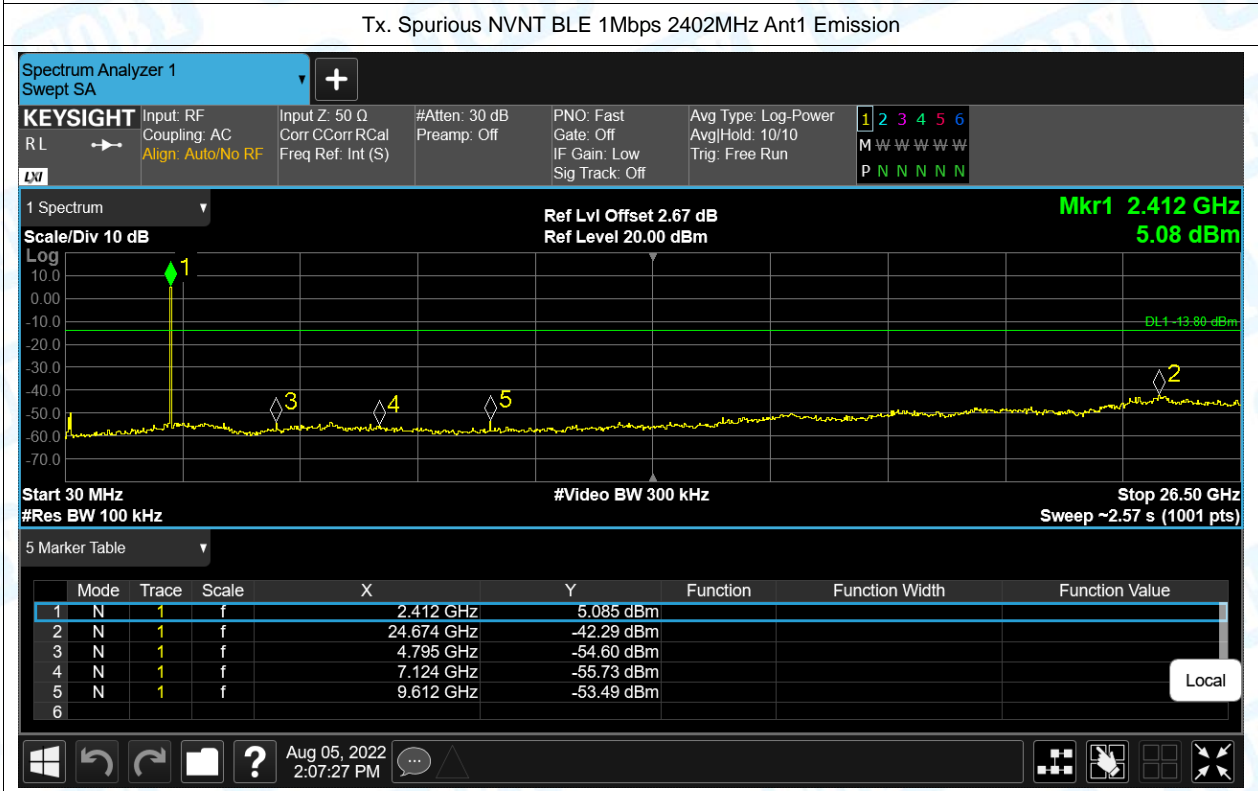 Tx. Spurious NVNT BLE 1Mbps 2402MHz Ant1 Emission
Spectrum Analyzer 1
Swept SA
+
KEYSIGHT Input: RF Input Z: 50 Ω #Atten: 30 dB PNO: Fast Avg Type: Log-Power 1 2 3 4 5 6
R L Coupling: AC Corr CCorr RCal Preamp: Off Gate: Off Avg|Hold: 10/10 M W W W W W
Align: Auto/No RF Freq Ref: Int (S) IF Gain: Low Trig: Free Run
LXI Sig Track: Off P N N N N N
1 Spectrum Ref Lvl Offset 2.67 dB Mkr1 2.412 GHz
Scale/Div 10 dB Ref Level 20.00 dBm 5.08 dBm
Log
1
10.0
0.00
-10.0 DL1 -13.80 dBm
-20.0
-30.0
2
-40.0
3 4 5
-50.0
-60.0
-70.0
Start 30 MHz #Video BW 300 kHz Stop 26.50 GHz
#Res BW 100 kHz Sweep ~2.57 s (1001 pts)
5 Marker Table
Mode Trace Scale X Y Function Function Width Function Value
1 N 1 f 2.412 GHz 5.085 dBm
2 N 1 f 24.674 GHz -42.29 dBm
3 N 1 f 4.795 GHz -54.60 dBm
4 N 1 f 7.124 GHz -55.73 dBm
5 N 1 f 9.612 GHz -53.49 dBm
6
Local
? Aug 05, 2022
2:07:27 PM